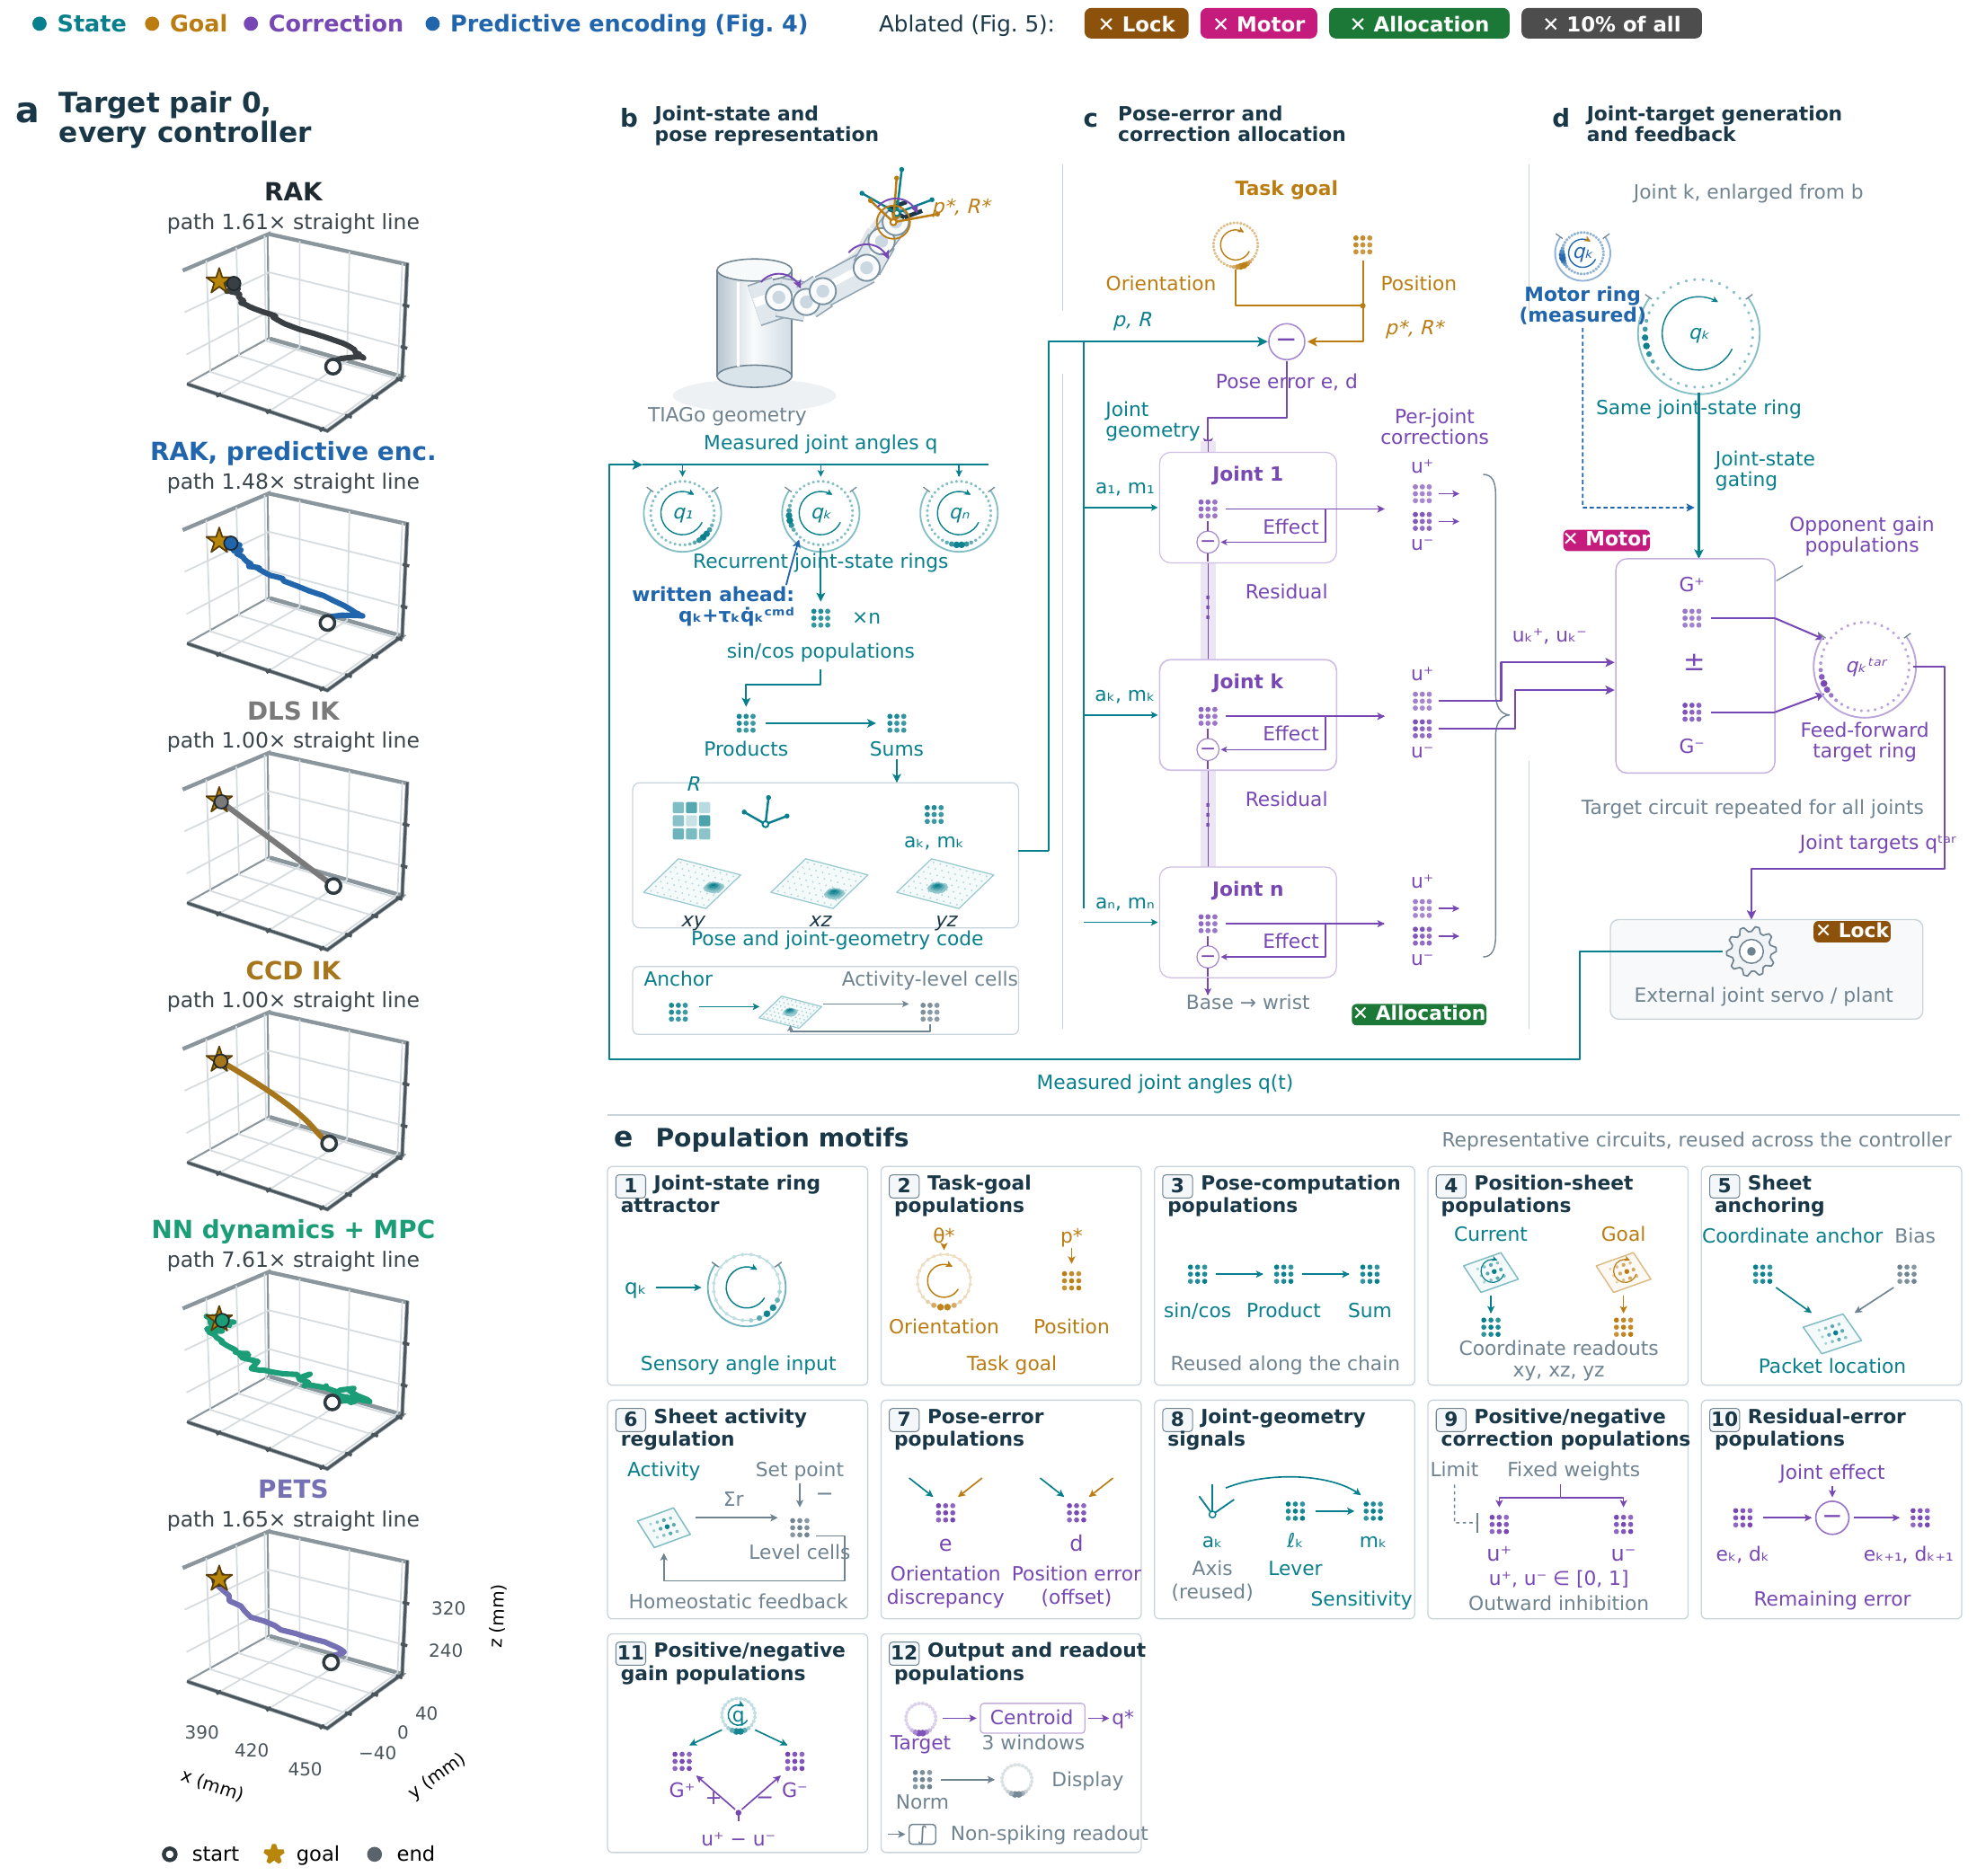 State Goal Correction Predictive encoding (Fig. 4) Ablated (Fig. 5): × Lock × Motor × Allocation × 10% of all
a Target pair 0,
every controller
RAK
path 1.61× straight line
RAK, predictive enc.
path 1.48× straight line
DLS IK
path 1.00× straight line
CCD IK
path 1.00× straight line
NN dynamics + MPC
path 7.61× straight line
PETS
path 1.65× straight line
320
240
z (mm)
40
0
−40
y (mm)
390
420
450
x (mm)
start goal end
b Joint-state and
pose representation
p*, R*
TIAGo geometry
Measured joint angles q
q₁ qₖ qₙ
Recurrent joint-state rings
written ahead:
qₖ+τₖq̇ₖᶜᵐᵈ
×n
sin/cos populations
Products Sums
R
aₖ, mₖ
xy xz yz
Pose and joint-geometry code
Anchor Activity-level cells
Measured joint angles q(t)
c Pose-error and
correction allocation
Task goal
Orientation Position
p, R
p*, R*
−
Pose error e, d
Joint
geometry
Per-joint
corrections
a₁, m₁
Joint 1
Effect
−
u⁺
u⁻
Residual
aₖ, mₖ
Joint k
Effect
−
u⁺
u⁻
Residual
aₙ, mₙ
Joint n
Effect
−
u⁺
u⁻
Base → wrist
× Allocation
d Joint-target generation
and feedback
Joint k, enlarged from b
qₖ
Motor ring
(measured)
qₖ
Same joint-state ring
Joint-state
gating
× Motor
Opponent gain
populations
uₖ⁺, uₖ⁻
G⁺
±
G⁻
qₖᵗᵃʳ
Feed-forward
target ring
Target circuit repeated for all joints
Joint targets qᵗᵃʳ
× Lock
External joint servo / plant
e Population motifs
Representative circuits, reused across the controller
1 Joint-state ring
attractor
qₖ
Sensory angle input
2 Task-goal
populations
θ* p*
Orientation Position
Task goal
3 Pose-computation
populations
sin/cos Product Sum
Reused along the chain
4 Position-sheet
populations
Current Goal
Coordinate readouts
xy, xz, yz
5 Sheet
anchoring
Coordinate anchor Bias
Packet location
6 Sheet activity
regulation
Activity Set point
Σr −
Level cells
Homeostatic feedback
7 Pose-error
populations
e d
Orientation
discrepancy
Position error
(offset)
8 Joint-geometry
signals
aₖ ℓₖ mₖ
Axis
(reused)
Lever
Sensitivity
9 Positive/negative
correction populations
Limit Fixed weights
u⁺ u⁻
u⁺, u⁻ ∈ [0, 1]
Outward inhibition
10 Residual-error
populations
Joint effect
−
eₖ, dₖ eₖ₊₁, dₖ₊₁
Remaining error
11 Positive/negative
gain populations
q
G⁺ + − G⁻
u⁺ − u⁻
12 Output and readout
populations
Centroid q*
Target 3 windows
Display
Norm
∫ Non-spiking readout